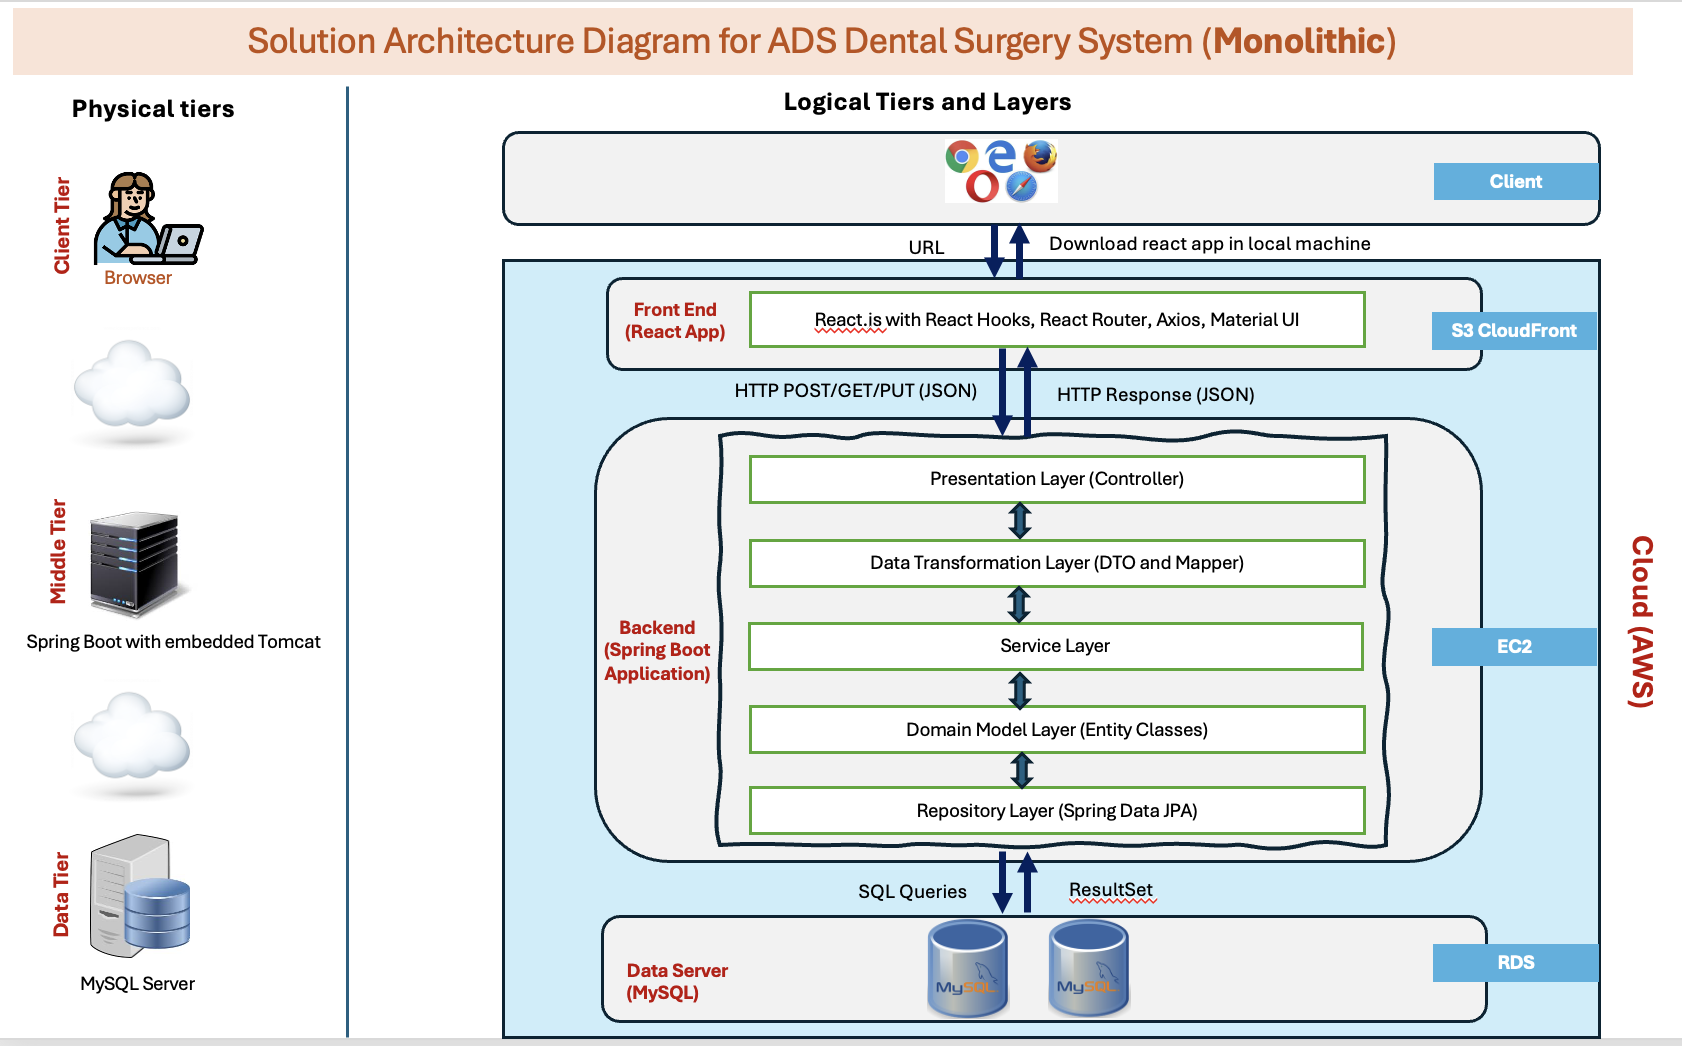 Solution Architecture Diagram for ADS Dental Surgery System (Monolithic)
Physical tiers
Client Tier
Browser
Middle Tier
Spring Boot with embedded Tomcat
Data Tier
MySQL Server
Logical Tiers and Layers
Client
URL
Download react app in local machine
Front End
(React App)
React.is with React Hooks, React Router, Axios, Material UI
S3 CloudFront
HTTP POST/GET/PUT (JSON)
HTTP Response (JSON)
Presentation Layer (Controller)
Data Transformation Layer (DTO and Mapper)
Backend
(Spring Boot
Application)
Service Layer
EC2
Domain Model Layer (Entity Classes)
Repository Layer (Spring Data JPA)
SQL Queries
ResultSet
Data Server
(MySQL)
MySQL
MySQL
RDS
Cloud (AWS)